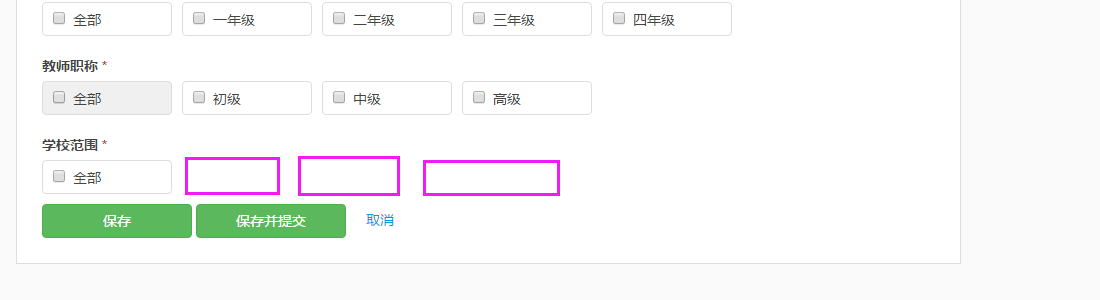 全部 一年级 二年级 三年级 四年级
教师职称 *
全部 初级 中级 高级
学校范围 *
全部
保存 保存并提交 取消